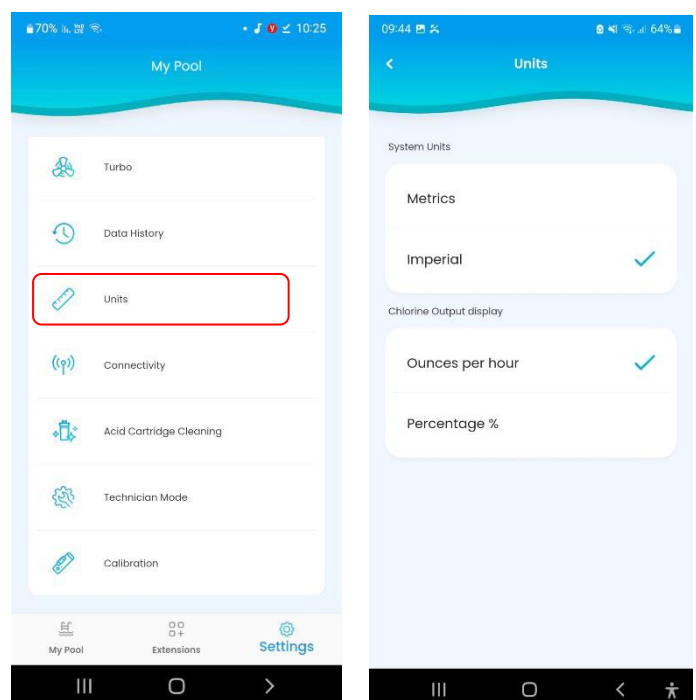 70%
10:25
My Pool
Turbo
Data History
Units
Connectivity
Acid Cartridge Cleaning
Technician Mode
Calibration
My Pool
Extensions
Settings
09:44
64%
Units
System Units
Metrics
Imperial
Chlorine Output display
Ounces per hour
Percentage %